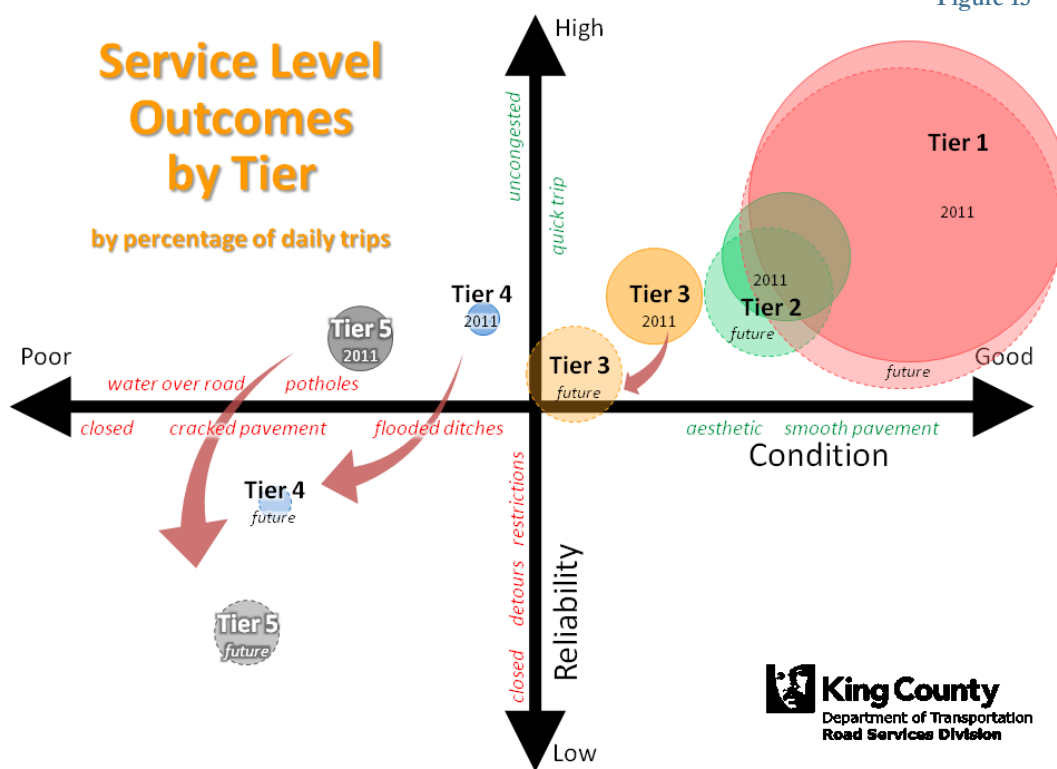 Figure 15
Service Level
Outcomes
by Tier
by percentage of daily trips
High
uncongested
quick trip
Tier 1
2011
future
2011
Tier 2
future
Tier 3
2011
Tier 3
future
Tier 4
2011
Tier 5
2011
Poor
Good
water over road
potholes
closed
cracked pavement
flooded ditches
aesthetic
smooth pavement
Condition
Tier 4
future
Tier 5
future
restrictions
detours
closed
Reliability
Low
King County
Department of Transportation
Road Services Division